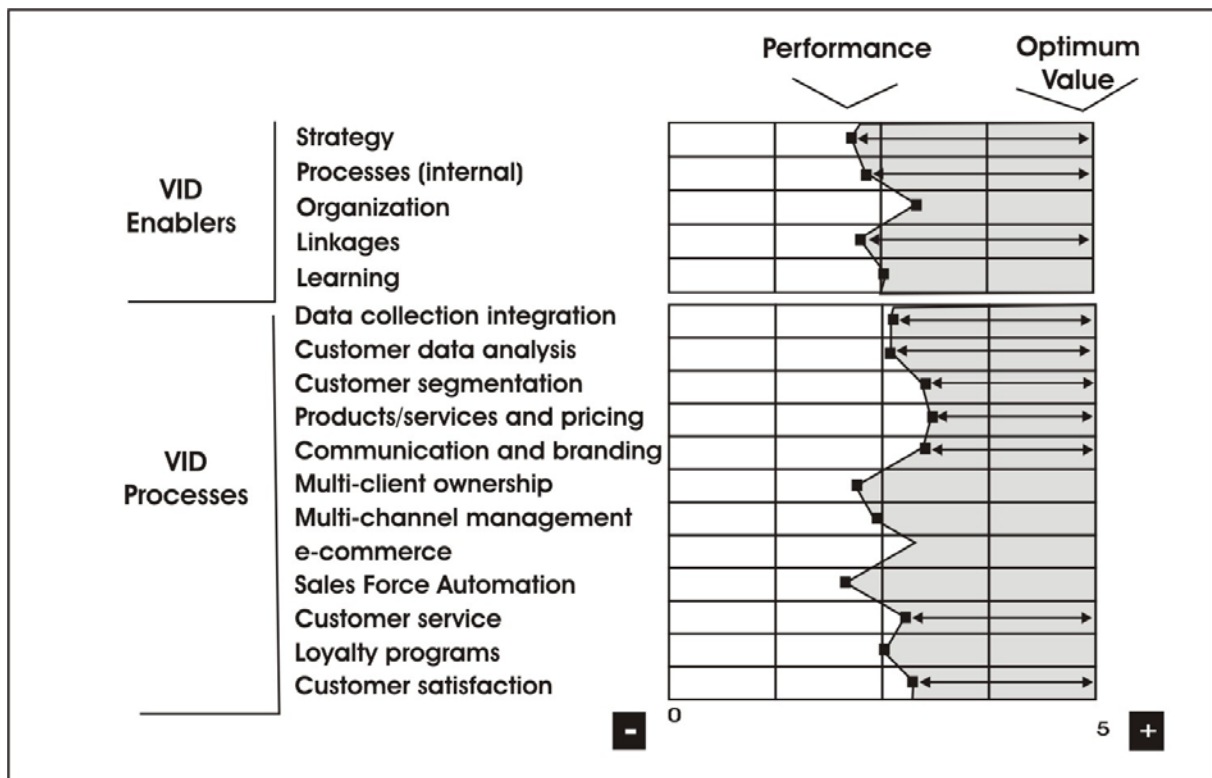 Performance
Optimum
Value
VID
Enablers
Strategy
Processes (internal)
Organization
Linkages
Learning
VID
Processes
Data collection integration
Customer data analysis
Customer segmentation
Products/services and pricing
Communication and branding
Multi-client ownership
Multi-channel management
e-commerce
Sales Force Automation
Customer service
Loyalty programs
Customer satisfaction
- 0 5 +